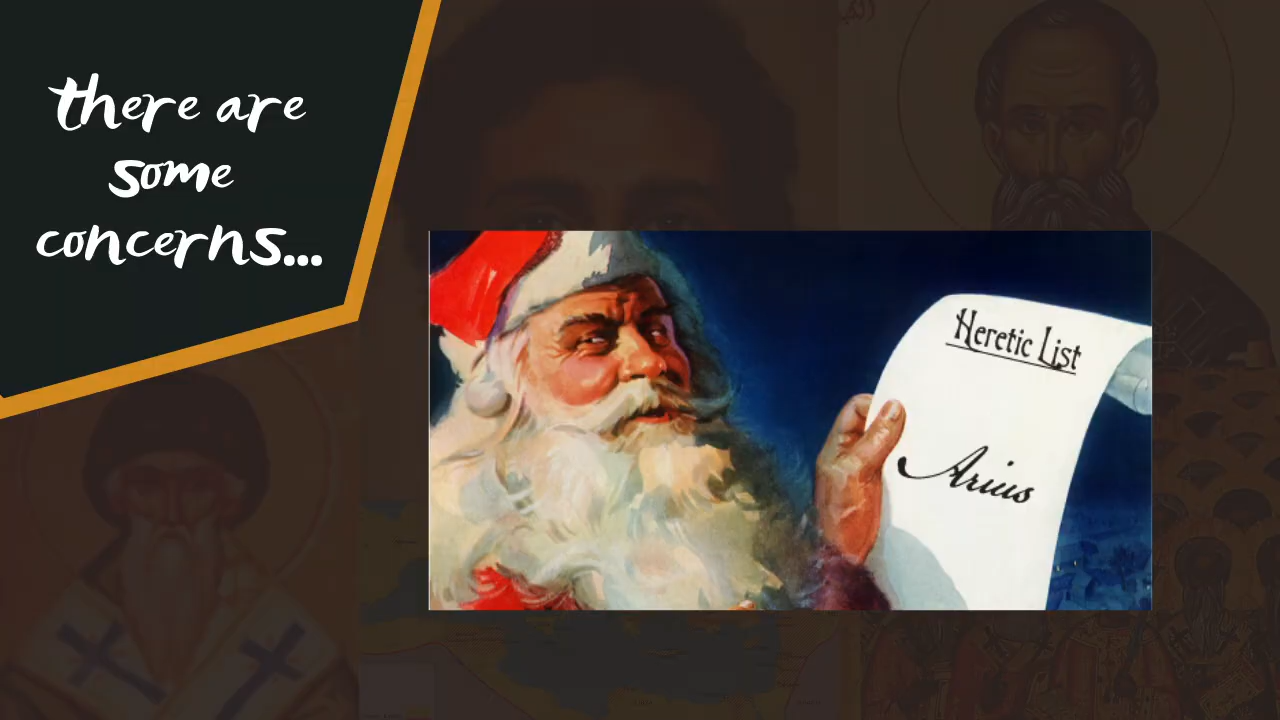 there are
some
concerns...
Heretic List
Arius